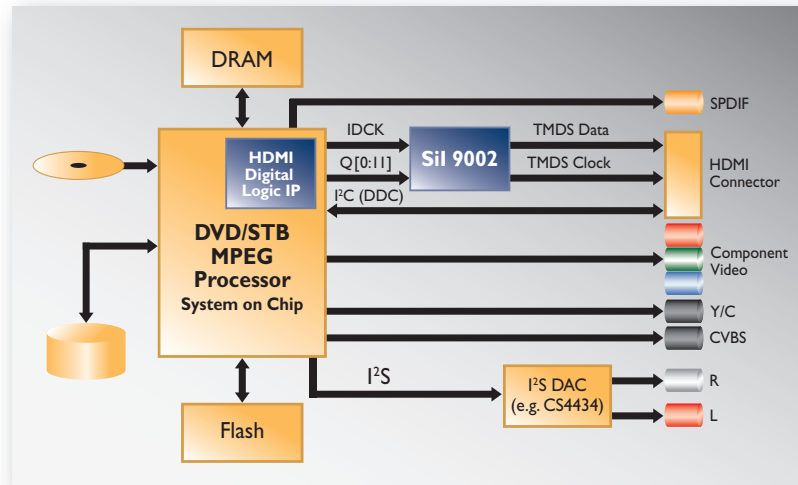 DRAM
SPDIF
IDCK
TMDS Data
HDMI
Digital
Logic IP
SiI 9002
Q[0:11]
TMDS Clock
HDMI
Connector
I²C (DDC)
DVD/STB
MPEG
Processor
System on Chip
Component
Video
Y/C
CVBS
I²S
I²S DAC
(e.g. CS4434)
R
L
Flash